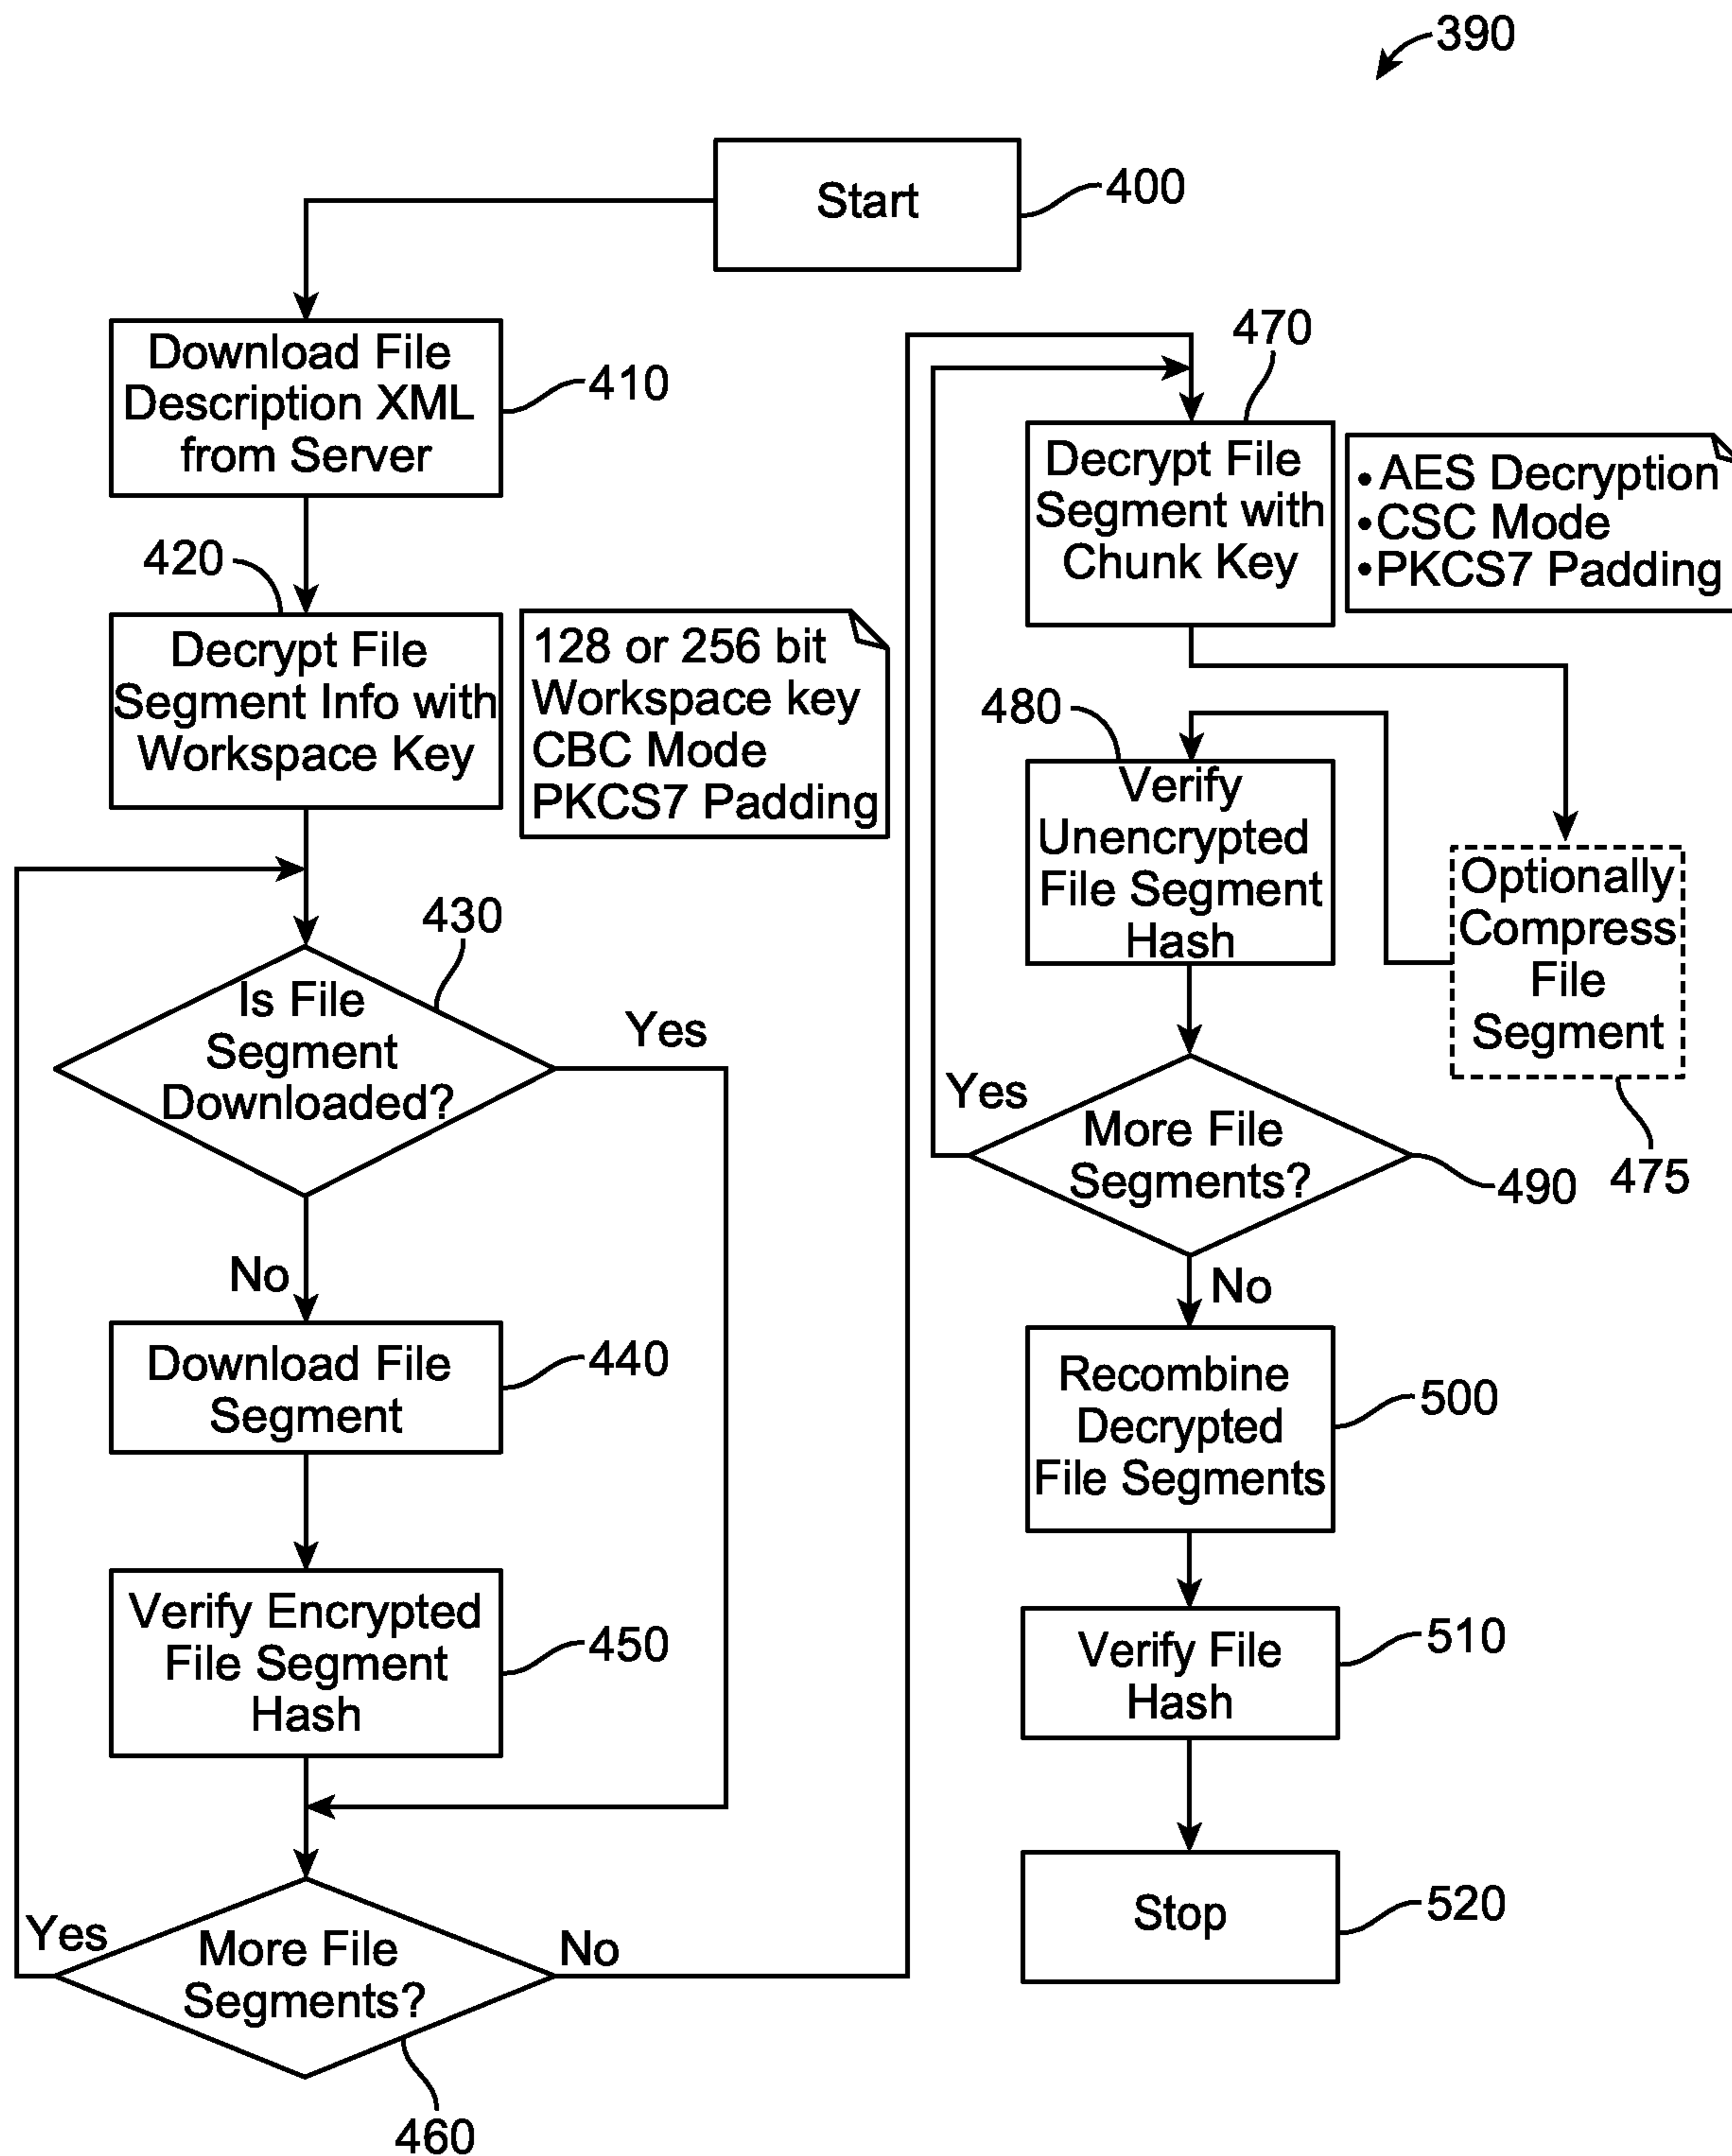 390
Start
400
Download File
Description XML
from Server
410
420
Decrypt File
Segment Info with
Workspace Key
128 or 256 bit
Workspace key
CBC Mode
PKCS7 Padding
430
Is File
Segment
Downloaded?
Yes
No
Download File
Segment
440
Verify Encrypted
File Segment
Hash
450
Yes
More File
Segments?
No
460
470
Decrypt File
Segment with
Chunk Key
•AES Decryption
•CSC Mode
•PKCS7 Padding
480
Verify
Unencrypted
File Segment
Hash
Optionally
Compress
File
Segment
475
Yes
More File
Segments?
490
No
Recombine
Decrypted
File Segments
500
Verify File
Hash
510
Stop
520